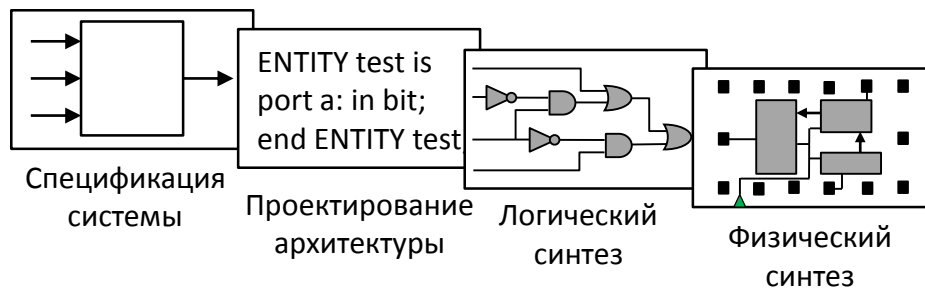 ENTITY test is
port a: in bit;
end ENTITY test
Спецификация
системы
Проектирование
архитектуры
Логический
синтез
Физический
синтез